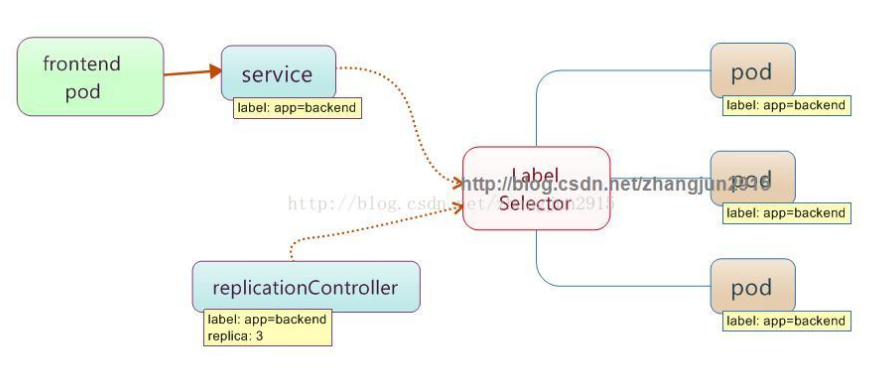 frontend
pod
service
label: app=backend
pod
label: app=backend
Label
Selector
pod
label: app=backend
http://blog.csdn.net/zhangjun2915
http://blog.csdn.net/zhangjun2915
replicationController
label: app=backend
replica: 3
pod
label: app=backend